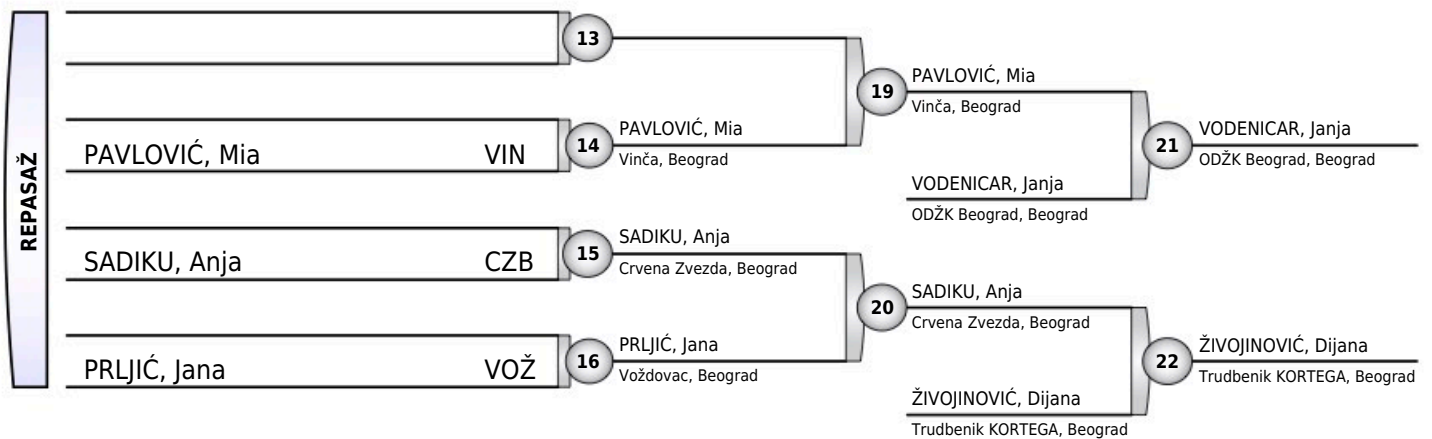 REPASAŽ
13
PAVLOVIĆ, Mia VIN
14
SADIKU, Anja CZB
15
PRLJIĆ, Jana VOŽ
16
PAVLOVIĆ, Mia
Vinča, Beograd
SADIKU, Anja
Crvena Zvezda, Beograd
PRLJIĆ, Jana
Voždovac, Beograd
19
20
PAVLOVIĆ, Mia
Vinča, Beograd
VODENICAR, Janja
ODŽK Beograd, Beograd
SADIKU, Anja
Crvena Zvezda, Beograd
ŽIVOJINOVIĆ, Dijana
Trudbenik KORTEGA, Beograd
21
22
VODENICAR, Janja
ODŽK Beograd, Beograd
ŽIVOJINOVIĆ, Dijana
Trudbenik KORTEGA, Beograd